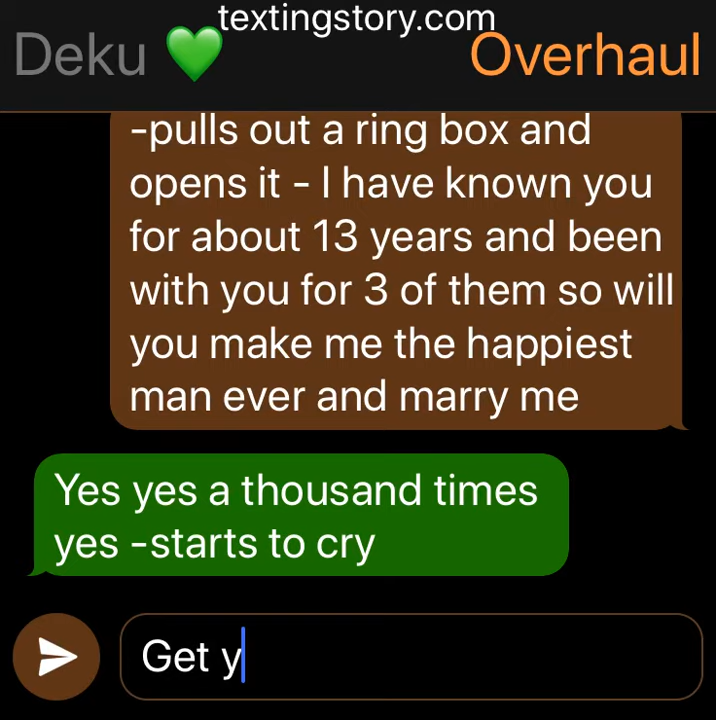 textingstory.com
Deku 💚 Overhaul
-pulls out a ring box and
opens it - I have known you
for about 13 years and been
with you for 3 of them so will
you make me the happiest
man ever and marry me
Yes yes a thousand times
yes -starts to cry
Get y